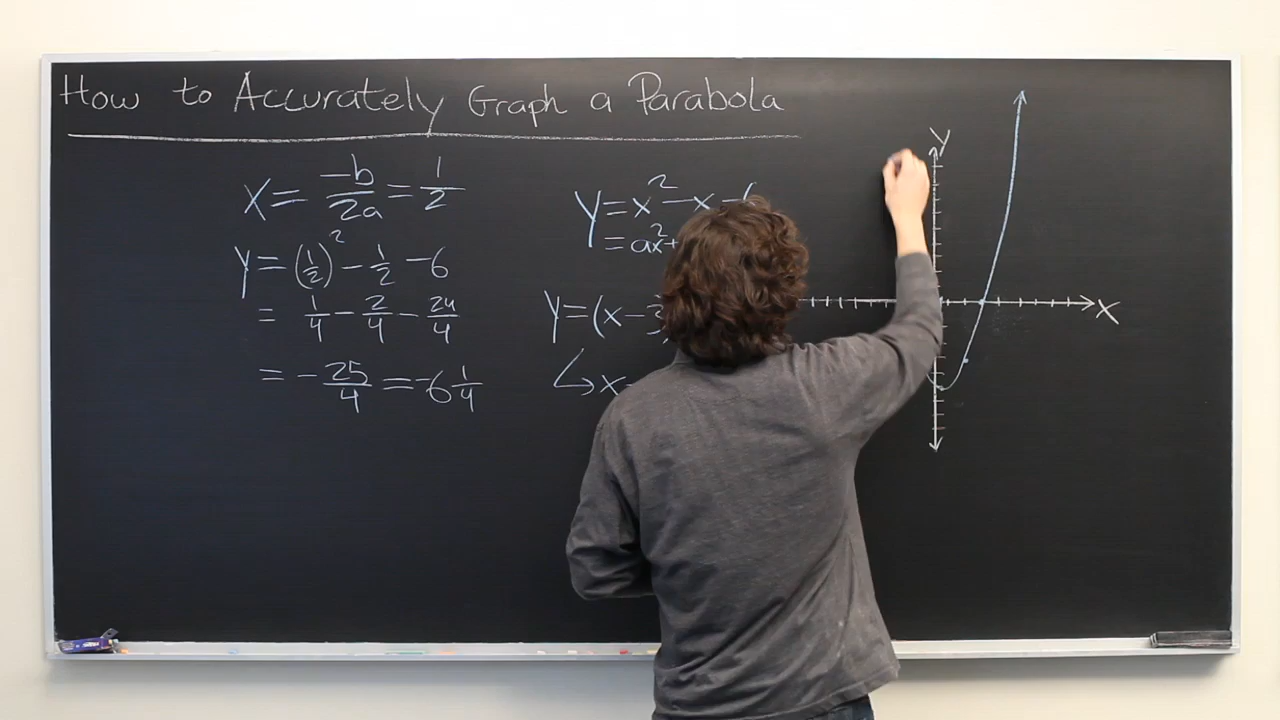 How to Accurately Graph a Parabola
X = -b/2a = 1/2
Y = (1/2)² - 1/2 - 6
= 1/4 - 2/4 - 24/4
= -25/4 = -6 1/4
Y = x² - x -
= ax² +
Y = (x - 3
↳ x
Y
X